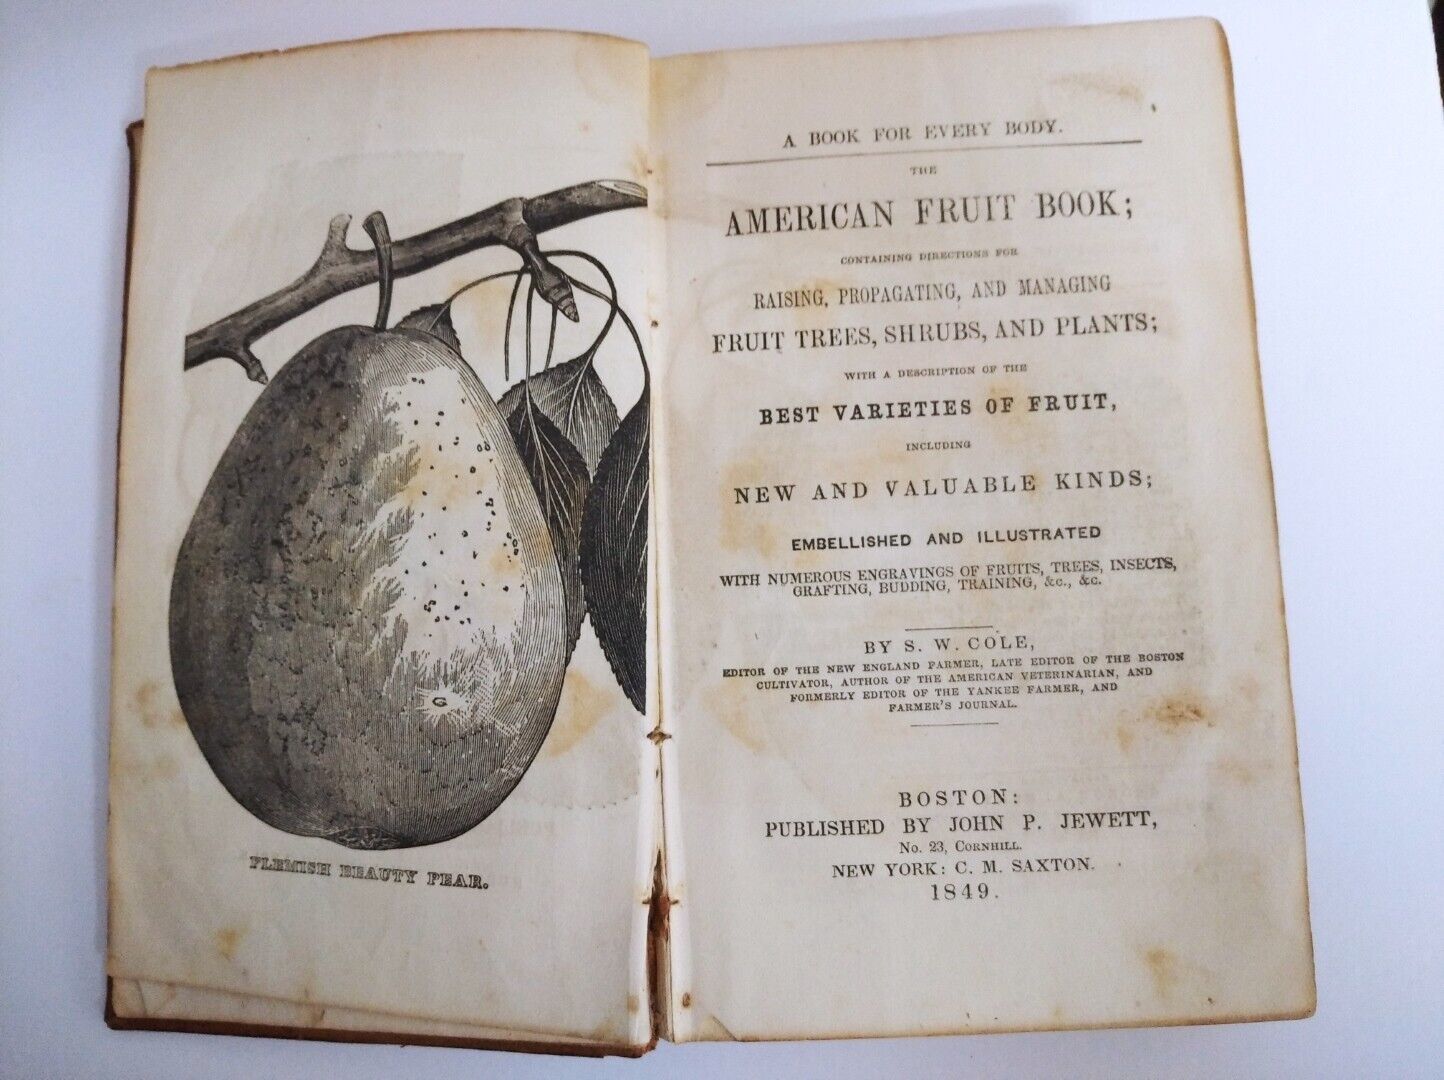 FLEMISH BEAUTY PEAR.
A BOOK FOR EVERY BODY.
THE
AMERICAN FRUIT BOOK;
CONTAINING DIRECTIONS FOR
RAISING, PROPAGATING, AND MANAGING
FRUIT TREES, SHRUBS, AND PLANTS;
WITH A DESCRIPTION OF THE
BEST VARIETIES OF FRUIT,
INCLUDING
NEW AND VALUABLE KINDS;
EMBELLISHED AND ILLUSTRATED
WITH NUMEROUS ENGRAVINGS OF FRUITS, TREES, INSECTS,
GRAFTING, BUDDING, TRAINING, &c., &c.
BY S. W. COLE,
EDITOR OF THE NEW ENGLAND FARMER, LATE EDITOR OF THE BOSTON
CULTIVATOR, AUTHOR OF THE AMERICAN VETERINARIAN, AND
FORMERLY EDITOR OF THE YANKEE FARMER, AND
FARMER'S JOURNAL.
BOSTON:
PUBLISHED BY JOHN P. JEWETT,
No. 23, CORNHILL.
NEW YORK: C. M. SAXTON.
1849.